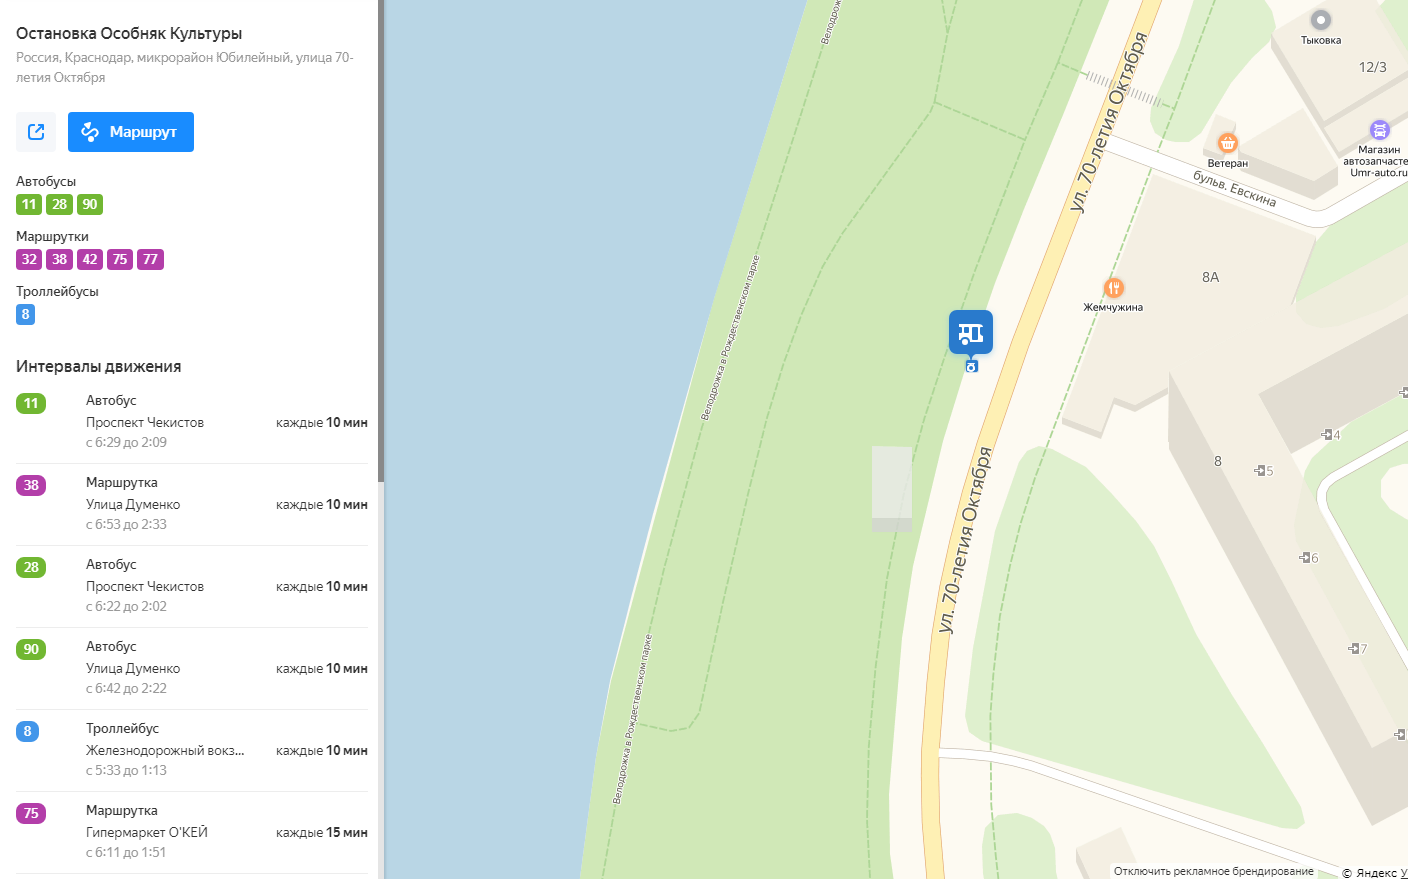 Остановка Особняк Культуры
Россия, Краснодар, микрорайон Юбилейный, улица 70-
летия Октября
Маршрут
Автобусы
11 28 90
Маршрутки
32 38 42 75 77
Троллейбусы
8
Интервалы движения
11
Автобус
Проспект Чекистов каждые 10 мин
с 6:29 до 2:09
38
Маршрутка
Улица Думенко каждые 10 мин
с 6:53 до 2:33
28
Автобус
Проспект Чекистов каждые 10 мин
с 6:22 до 2:02
90
Автобус
Улица Думенко каждые 10 мин
с 6:42 до 2:22
8
Троллейбус
Железнодорожный вокз... каждые 10 мин
с 5:33 до 1:13
75
Маршрутка
Гипермаркет О'КЕЙ каждые 15 мин
с 6:11 до 1:51
Тыковка
12/3
ул. 70-летия Октября
Ветеран
Магазин
автозапчасте
Umr-auto.ru
бульв. Евскина
8А
Жемчужина
Велодорожка в Рождественском парке
4
8
5
ул. 70-летия Октября
6
7
Велодорожка в Рождественском парке
Отключить рекламное брендирование
© Яндекс